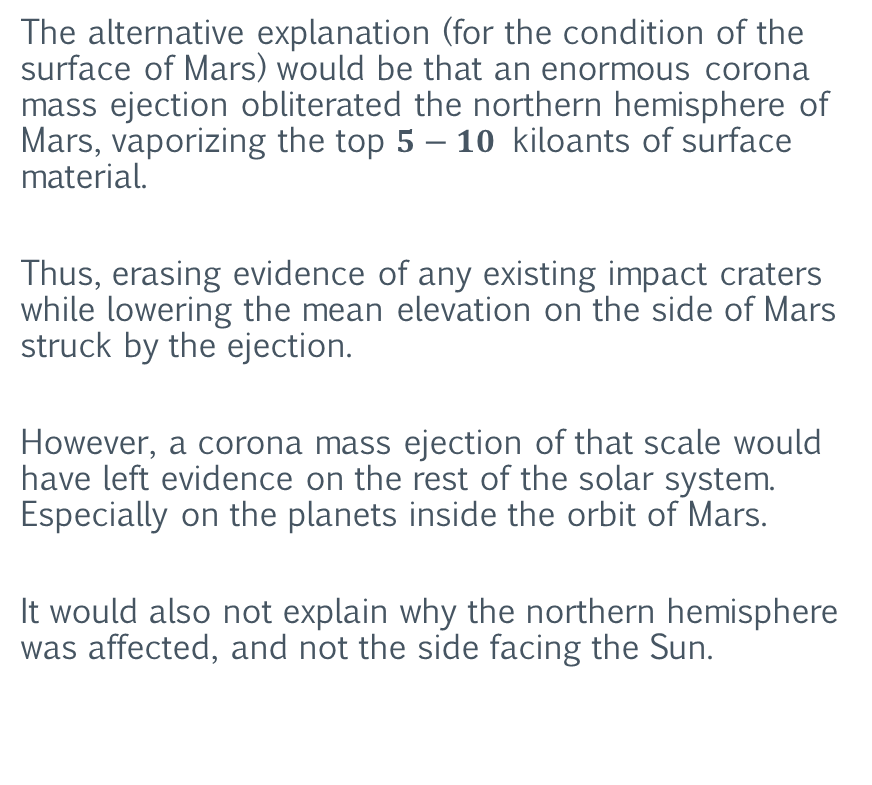 The alternative explanation (for the condition of the
surface of Mars) would be that an enormous corona
mass ejection obliterated the northern hemisphere of
Mars, vaporizing the top 5 – 10 kiloants of surface
material.
Thus, erasing evidence of any existing impact craters
while lowering the mean elevation on the side of Mars
struck by the ejection.
However, a corona mass ejection of that scale would
have left evidence on the rest of the solar system.
Especially on the planets inside the orbit of Mars.
It would also not explain why the northern hemisphere
was affected, and not the side facing the Sun.